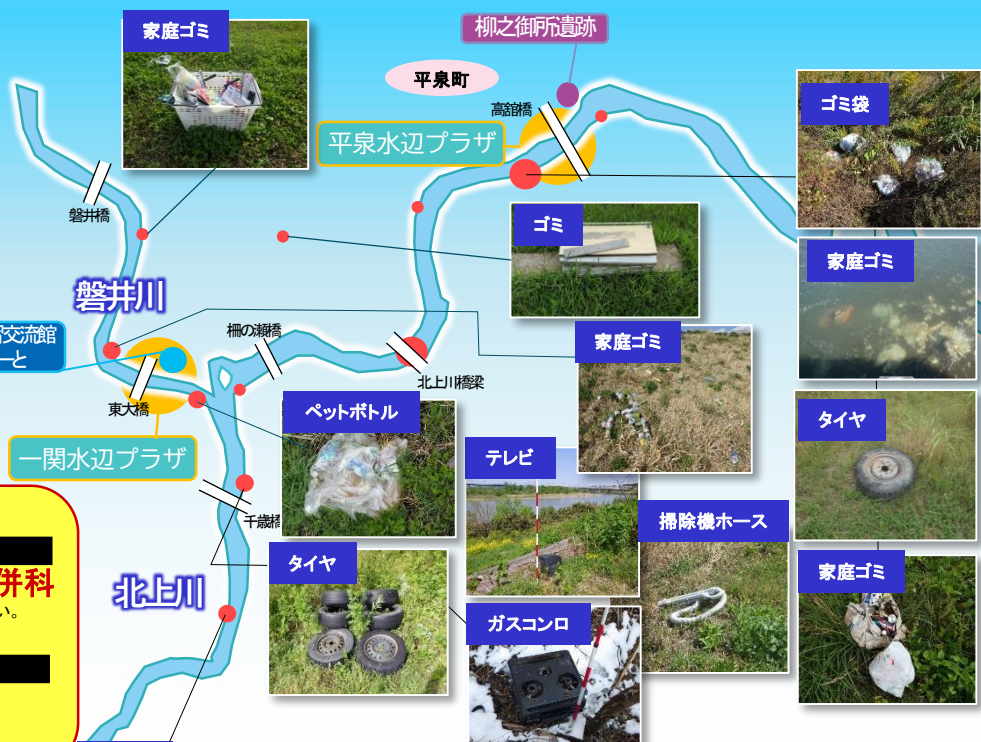 家庭ゴミ
柳之御所遺跡
平泉町
高舘橋
平泉水辺プラザ
ゴミ袋
磐井橋
ゴミ
家庭ゴミ
磐井川
交流館
ーと
柵の瀬橋
家庭ゴミ
北上川橋梁
東大橋
ペットボトル
タイヤ
一関水辺プラザ
テレビ
千歳橋
掃除機ホース
タイヤ
家庭ゴミ
併科
い。
北上川
ガスコンロ